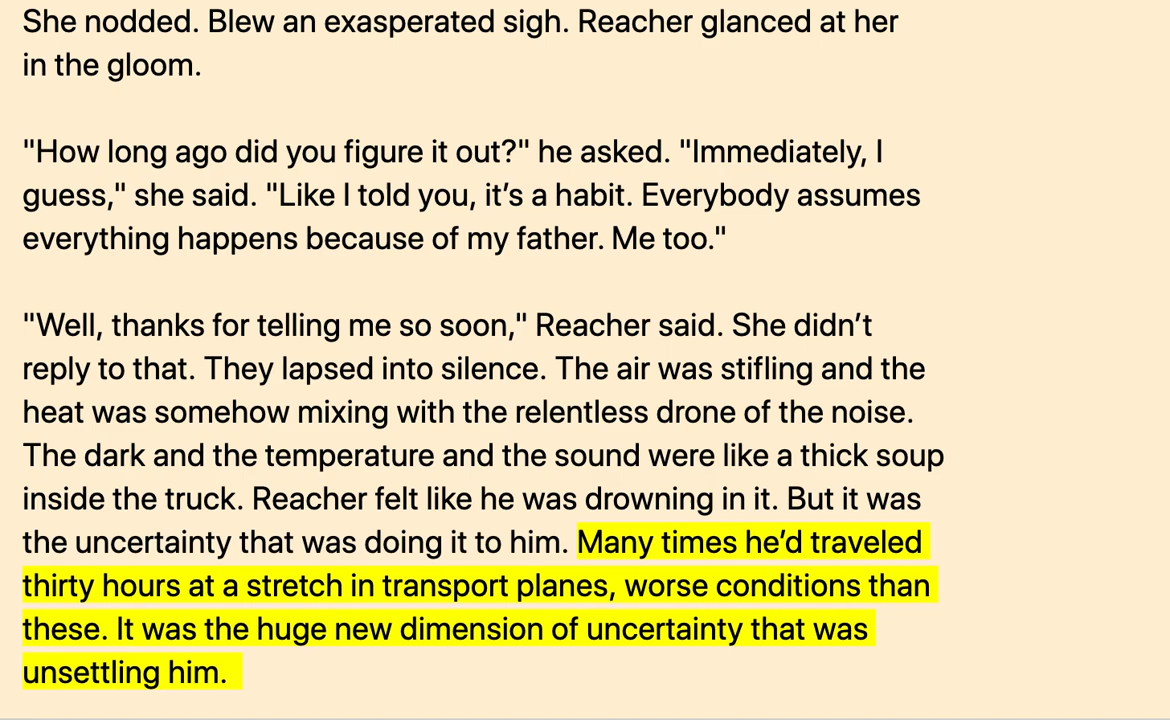 She nodded. Blew an exasperated sigh. Reacher glanced at her
in the gloom.
"How long ago did you figure it out?" he asked. "Immediately, I
guess," she said. "Like I told you, it’s a habit. Everybody assumes
everything happens because of my father. Me too."
"Well, thanks for telling me so soon," Reacher said. She didn’t
reply to that. They lapsed into silence. The air was stifling and the
heat was somehow mixing with the relentless drone of the noise.
The dark and the temperature and the sound were like a thick soup
inside the truck. Reacher felt like he was drowning in it. But it was
the uncertainty that was doing it to him. Many times he’d traveled
thirty hours at a stretch in transport planes, worse conditions than
these. It was the huge new dimension of uncertainty that was
unsettling him.